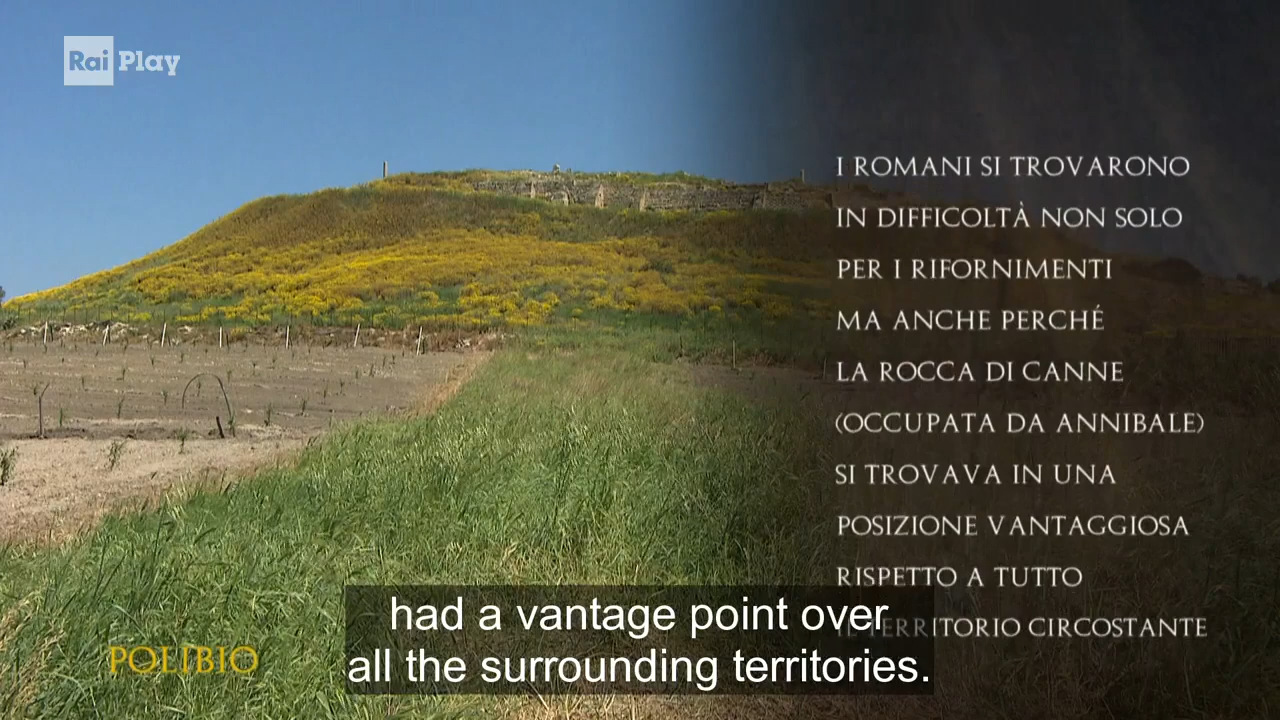 Rai Play
I ROMANI SI TROVARONO
IN DIFFICOLTÀ NON SOLO
PER I RIFORNIMENTI
MA ANCHE PERCHÉ
LA ROCCA DI CANNE
(OCCUPATA DA ANNIBALE)
SI TROVAVA IN UNA
POSIZIONE VANTAGGIOSA
RISPETTO A TUTTO
IL TERRITORIO CIRCOSTANTE
POLIBIO
had a vantage point over
all the surrounding territories.